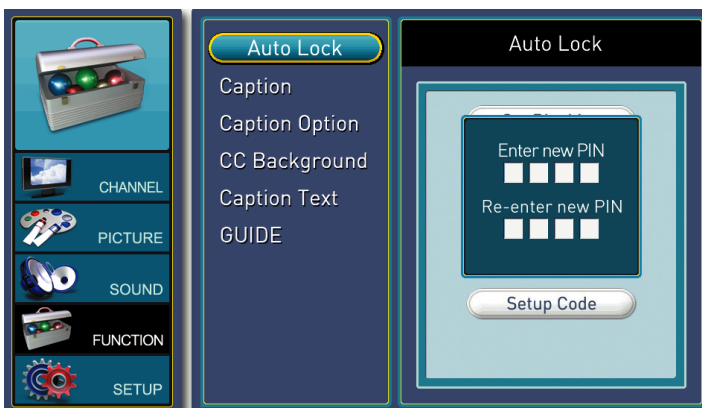 CHANNEL
PICTURE
SOUND
FUNCTION
SETUP
Auto Lock
Caption
Caption Option
CC Background
Caption Text
GUIDE
Auto Lock
Enter new PIN
Re-enter new PIN
Setup Code